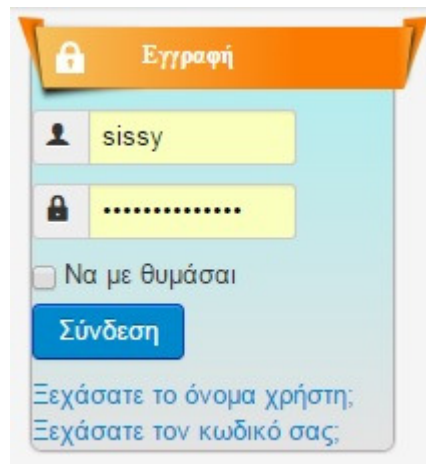 Εγγραφή
sissy
••••••••••••••
Να με θυμάσαι
Σύνδεση
Ξεχάσατε το όνομα χρήστη;
Ξεχάσατε τον κωδικό σας;